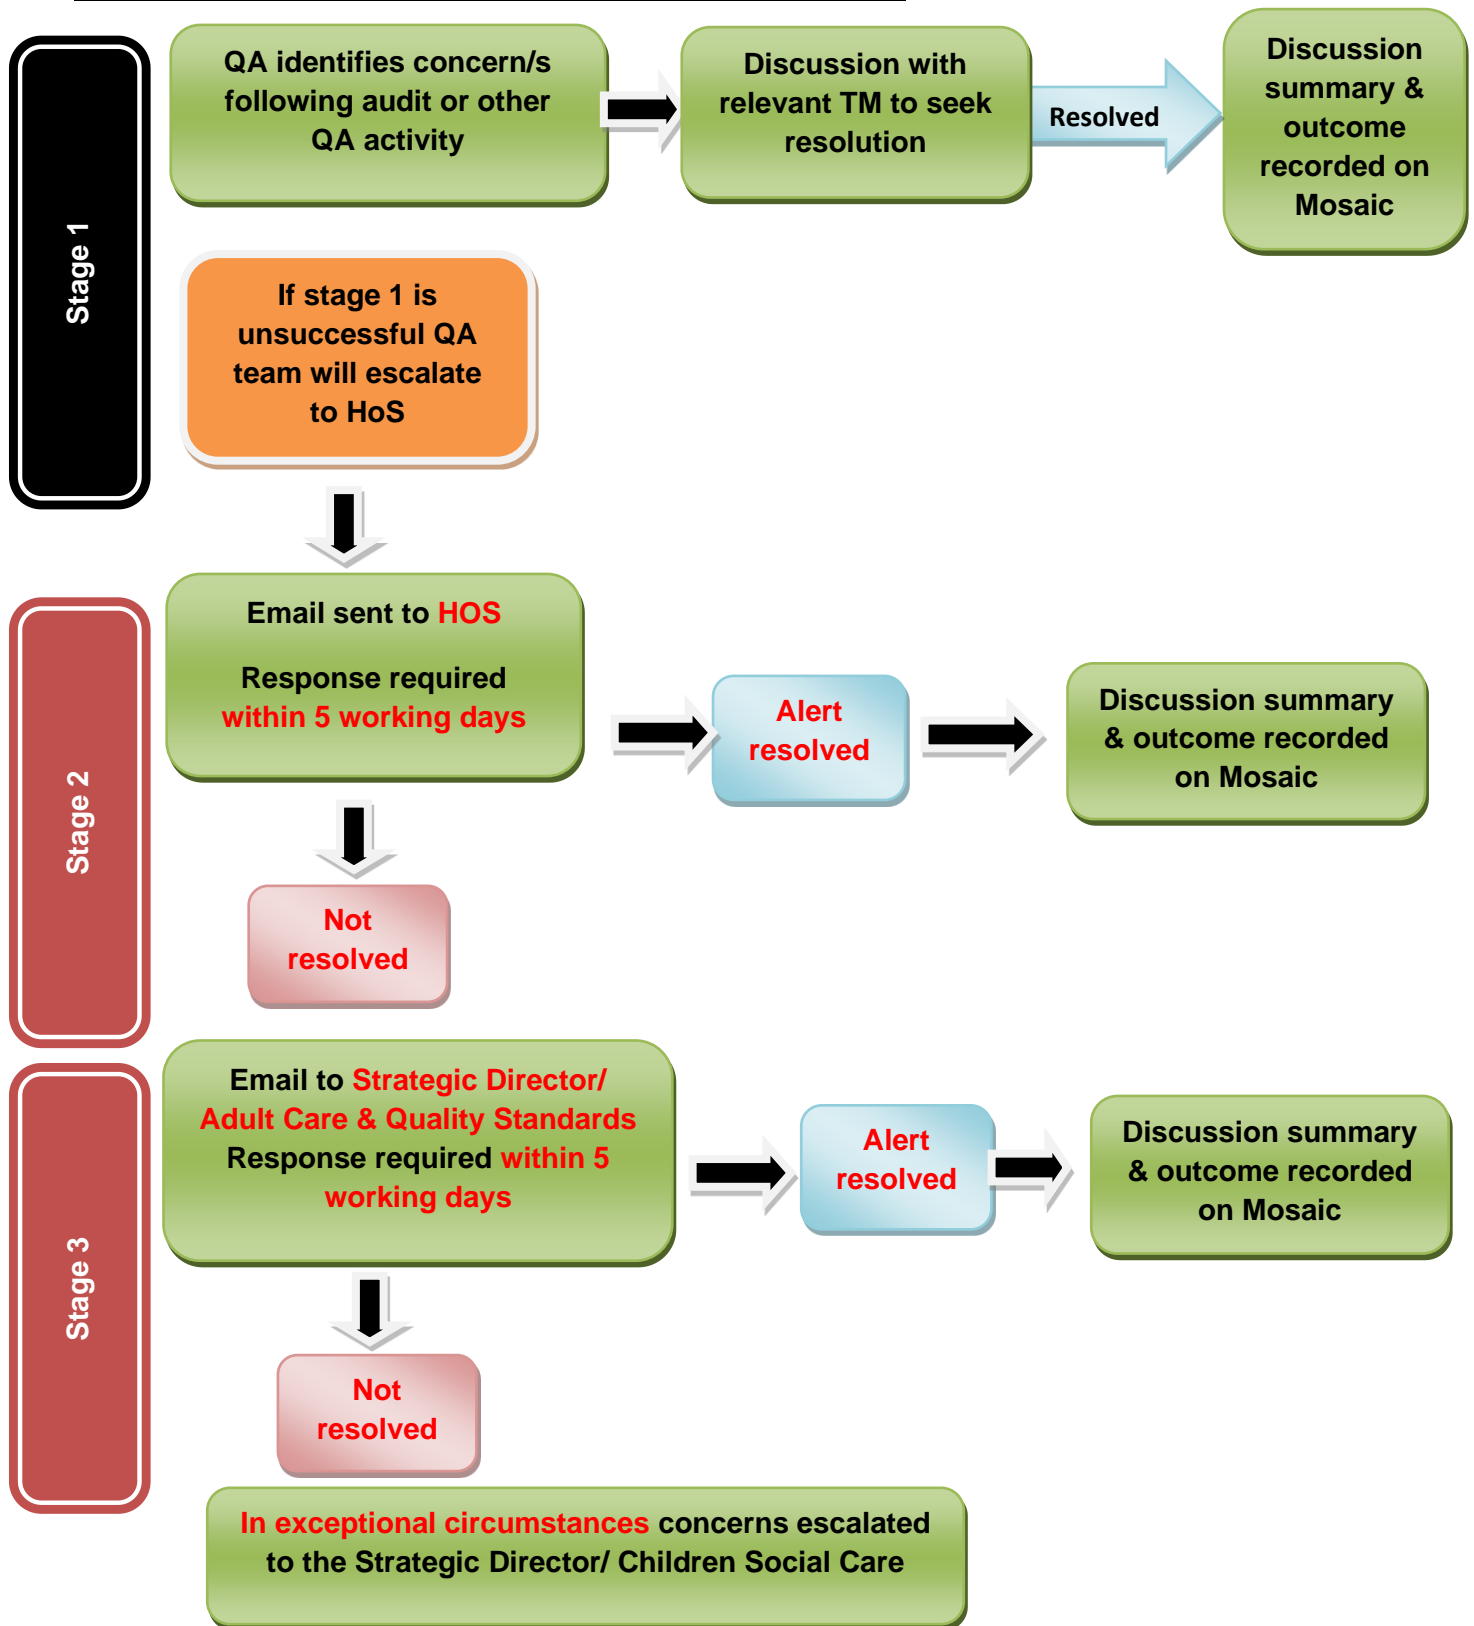 Stage 1
QA identifies concern/s
following audit or other
QA activity
Discussion with
relevant TM to seek
resolution
Resolved
Discussion
summary &
outcome
recorded on
Mosaic
If stage 1 is
unsuccessful QA
team will escalate
to HoS
Stage 2
Email sent to HOS
Response required
within 5 working days
Alert
resolved
Discussion summary
& outcome recorded
on Mosaic
Not
resolved
Stage 3
Email to Strategic Director/
Adult Care & Quality Standards
Response required within 5
working days
Alert
resolved
Discussion summary
& outcome recorded
on Mosaic
Not
resolved
In exceptional circumstances concerns escalated
to the Strategic Director/ Children Social Care